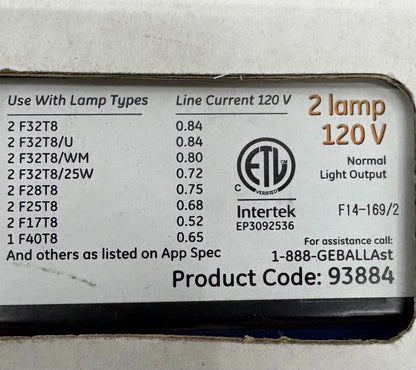 Use With Lamp Types Line Current 120 V
2 lamp
120 V
2 F32T8 0.84
2 F32T8/U 0.84
2 F32T8/WM 0.80
2 F32T8/25W 0.72
2 F28T8 0.75
2 F25T8 0.68
2 F17T8 0.52
1 F40T8 0.65
And others as listed on App Spec
ETL CM
VERIFIED
C
Intertek
EP3092536
Normal
Light Output
F14-169/2
For assistance call:
1-888-GEBALLAst
Product Code: 93884